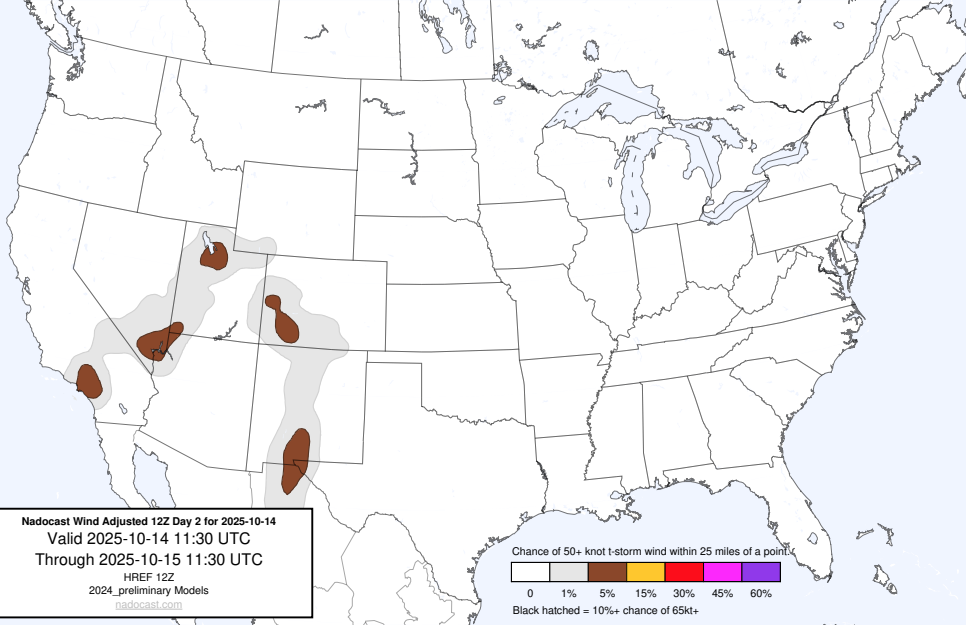 Nadocast Wind Adjusted 12Z Day 2 for 2025-10-14
Valid 2025-10-14 11:30 UTC
Through 2025-10-15 11:30 UTC
HREF 12Z
2024_preliminary Models
nadocast.com
Chance of 50+ knot t-storm wind within 25 miles of a point.
0 1% 5% 15% 30% 45% 60%
Black hatched = 10%+ chance of 65kt+